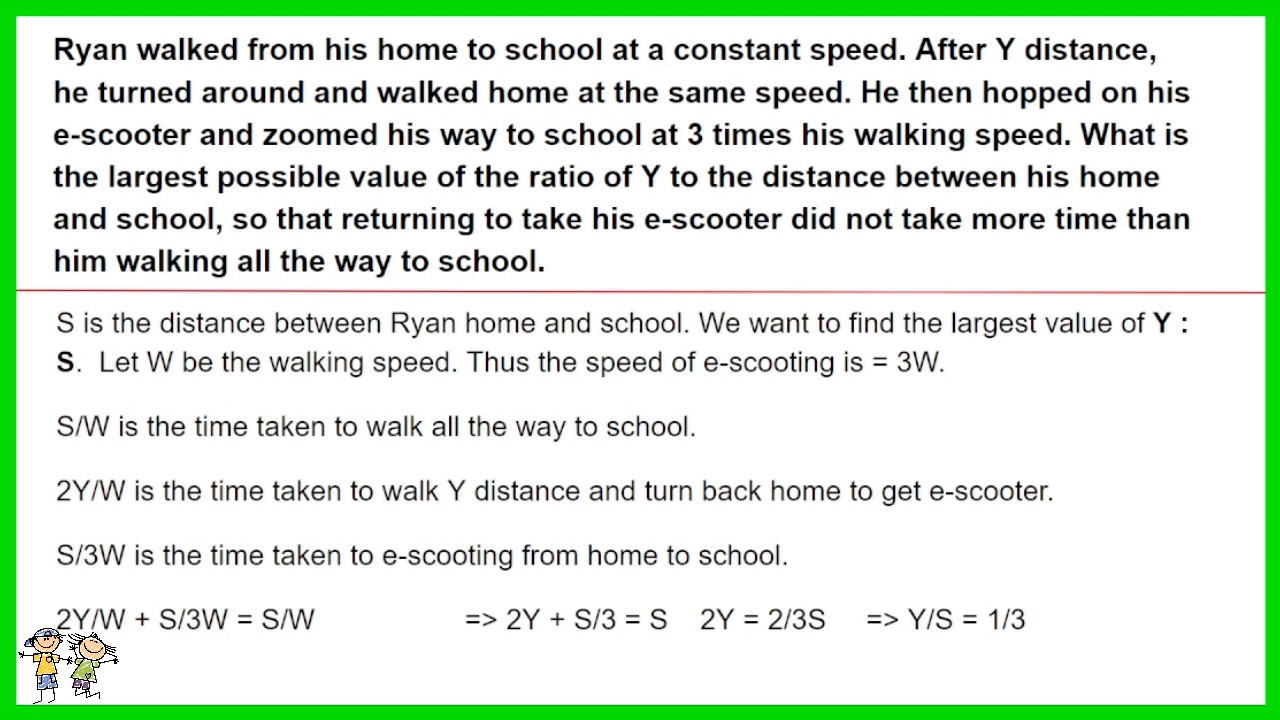 Ryan walked from his home to school at a constant speed. After Y distance,
he turned around and walked home at the same speed. He then hopped on his
e-scooter and zoomed his way to school at 3 times his walking speed. What is
the largest possible value of the ratio of Y to the distance between his home
and school, so that returning to take his e-scooter did not take more time than
him walking all the way to school.
S is the distance between Ryan home and school. We want to find the largest value of Y :
S. Let W be the walking speed. Thus the speed of e-scooting is = 3W.
S/W is the time taken to walk all the way to school.
2Y/W is the time taken to walk Y distance and turn back home to get e-scooter.
S/3W is the time taken to e-scooting from home to school.
2Y/W + S/3W = S/W => 2Y + S/3 = S 2Y = 2/3S => Y/S = 1/3